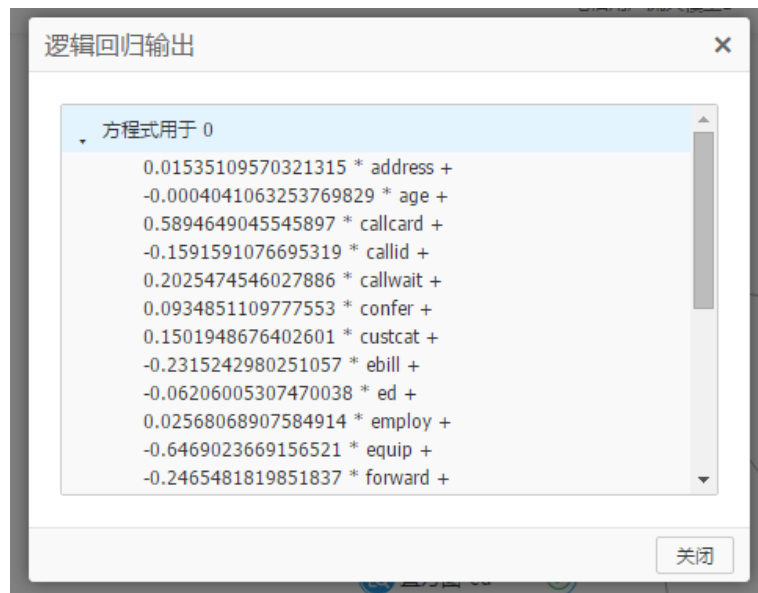 逻辑回归输出
方程式用于 0
0.01535109570321315 * address +
-0.0004041063253769829 * age +
0.5894649045545897 * callcard +
-0.1591591076695319 * callid +
0.2025474546027886 * callwait +
0.0934851109777553 * confer +
0.1501948676402601 * custcat +
-0.2315242980251057 * ebill +
-0.06206005307470038 * ed +
0.02568068907584914 * employ +
-0.6469023669156521 * equip +
-0.2465481819851837 * forward +
关闭